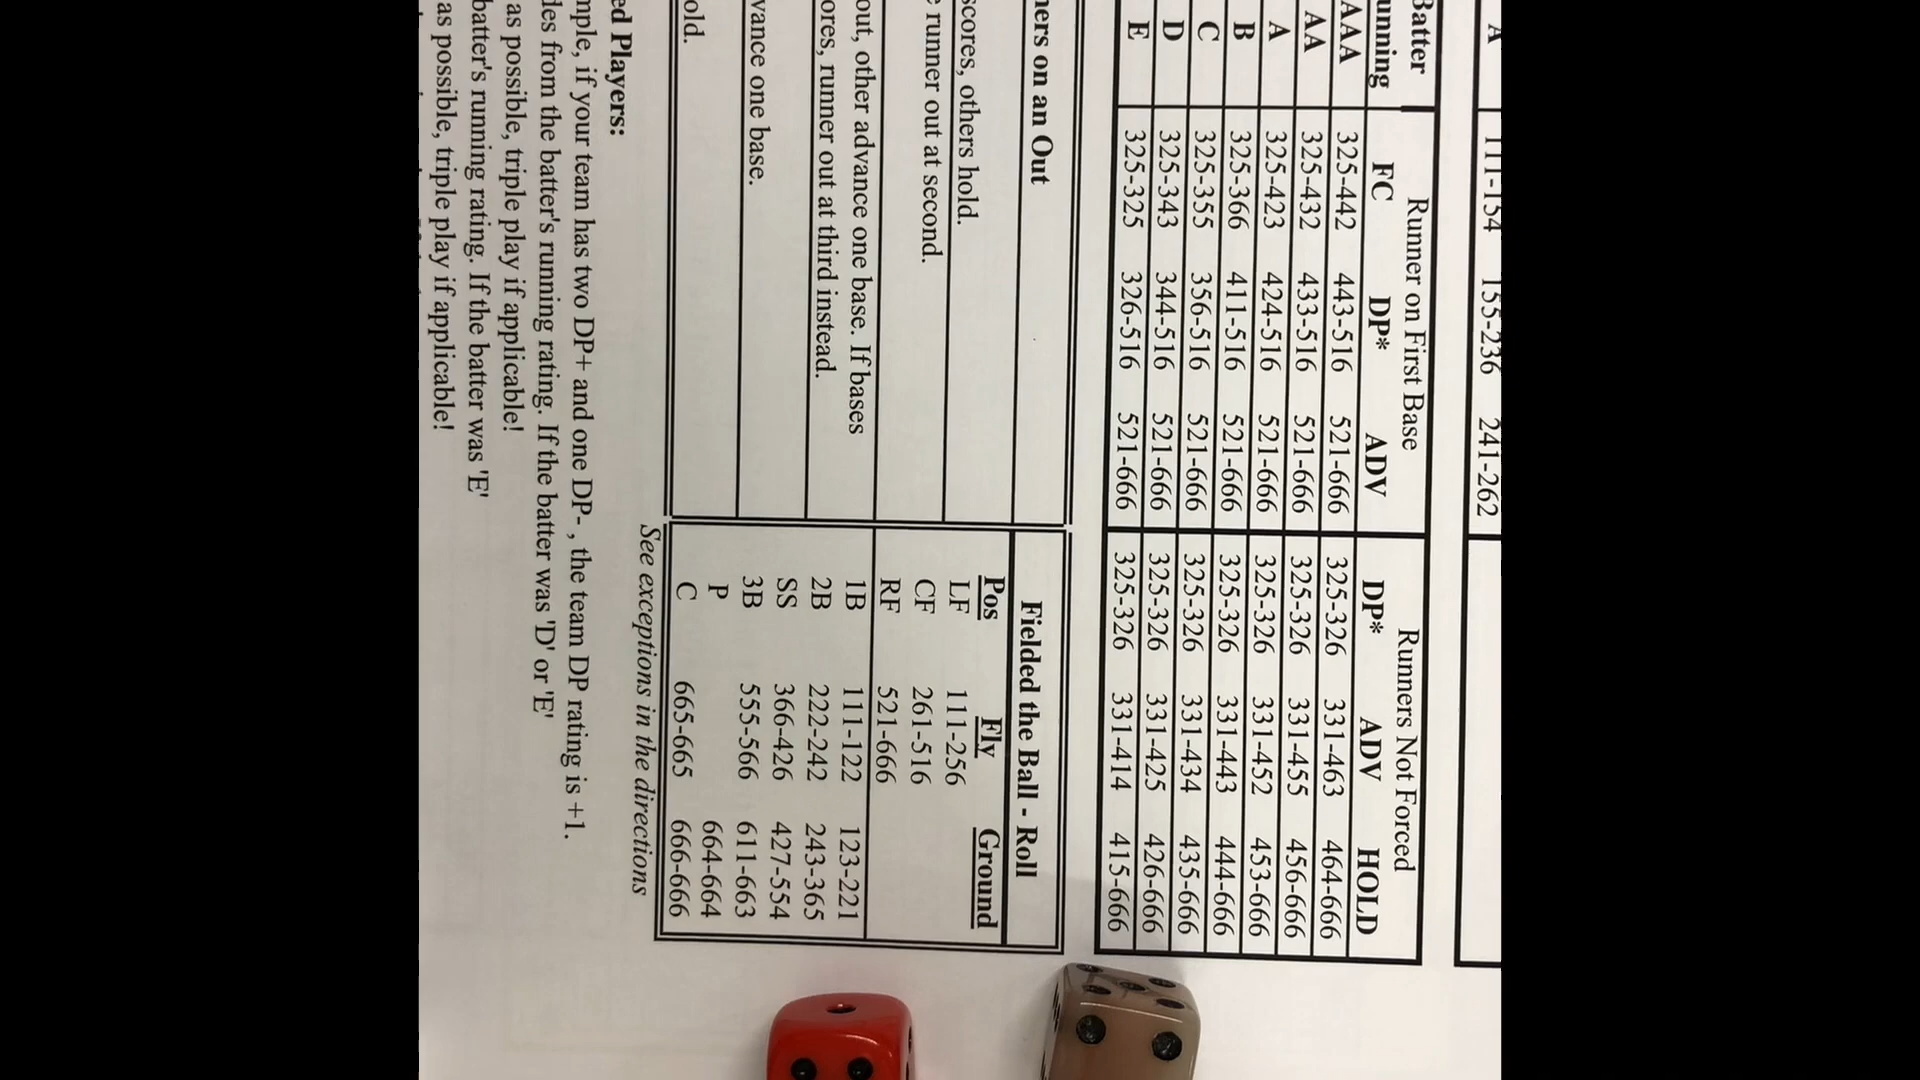 A 111-154 155-236 241-262
Batter Runner on First Base Runners Not Forced
unning FC DP* ADV DP* ADV HOLD
AAA 325-442 443-516 521-666 325-326 331-463 464-666
AA 325-432 433-516 521-666 325-326 331-455 456-666
A 325-423 424-516 521-666 325-326 331-452 453-666
B 325-366 411-516 521-666 325-326 331-443 444-666
C 325-355 356-516 521-666 325-326 331-434 435-666
D 325-343 344-516 521-666 325-326 331-425 426-666
E 325-325 326-516 521-666 325-326 331-414 415-666
ners on an Out
scores, others hold.
e runner out at second.
out, other advance one base. If bases
ores, runner out at third instead.
vance one base.
old.
Fielded the Ball - Roll
Pos Fly Ground
LF 111-256
CF 261-516
RF 521-666
1B 111-122 123-221
2B 222-242 243-365
SS 366-426 427-554
3B 555-566 611-663
P 664-664
C 665-665 666-666
See exceptions in the directions
ed Players:
mple, if your team has two DP+ and one DP- , the team DP rating is +1.
des from the batter's running rating. If the batter was 'D' or 'E'
as possible, triple play if applicable!
batter's running rating. If the batter was 'E'
as possible, triple play if applicable!